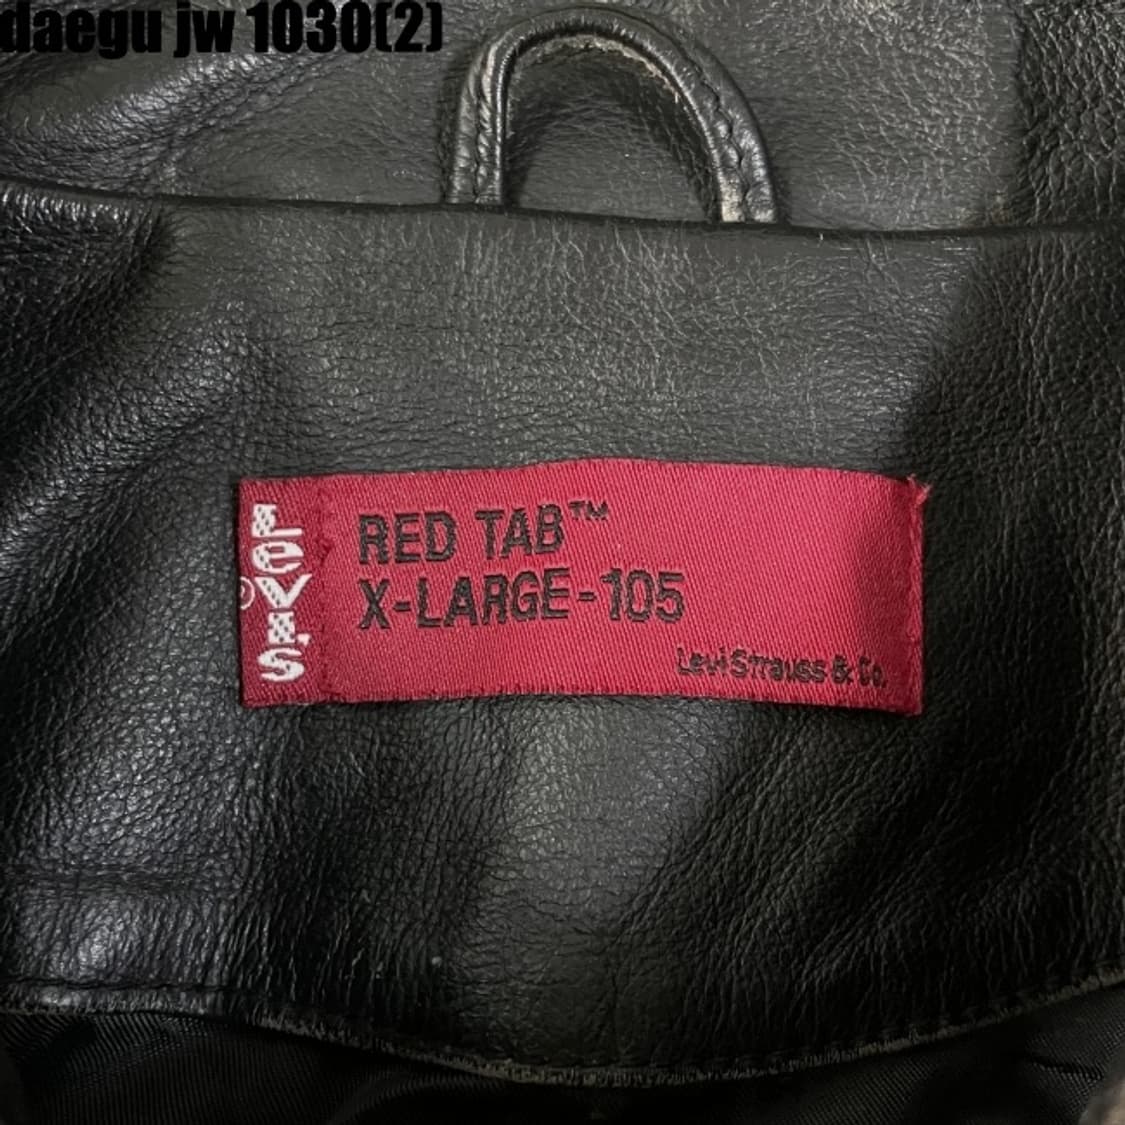 daegu jw 1030(2)
LEVI'S
®
RED TAB™
X-LARGE-105
Levi Strauss & Co.